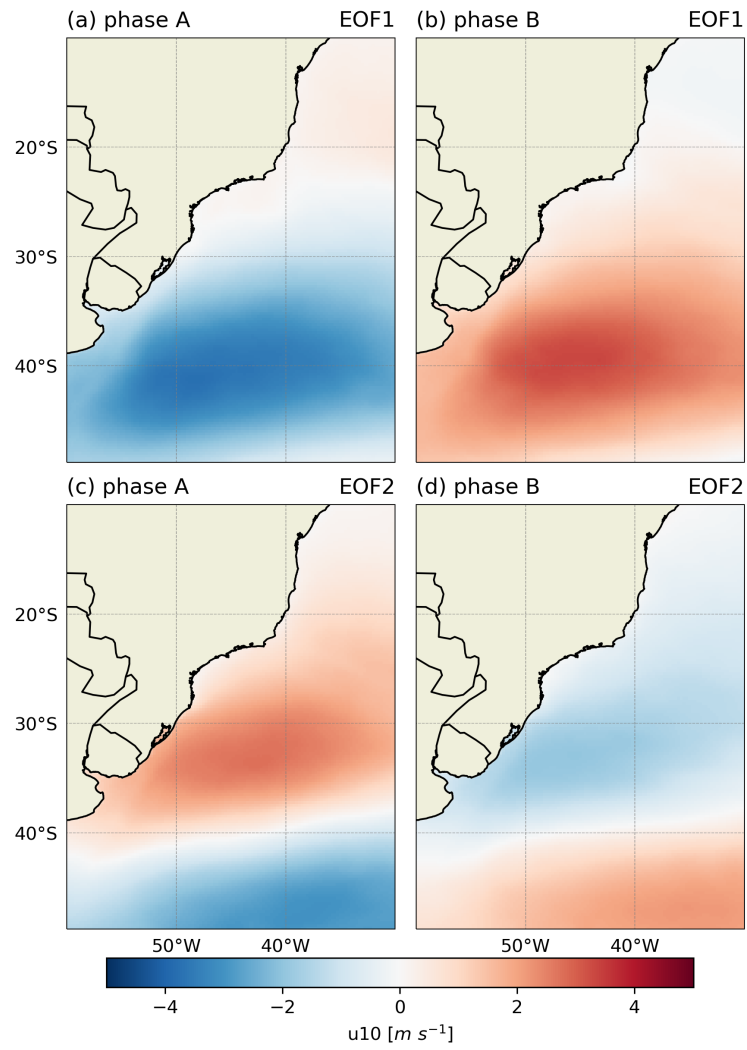 (a) phase A EOF1 (b) phase B EOF1
20°S
30°S
40°S
(c) phase A EOF2 (d) phase B EOF2
20°S
30°S
40°S
50°W 40°W 50°W 40°W
−4 −2 0 2 4
u10 [m s⁻¹]